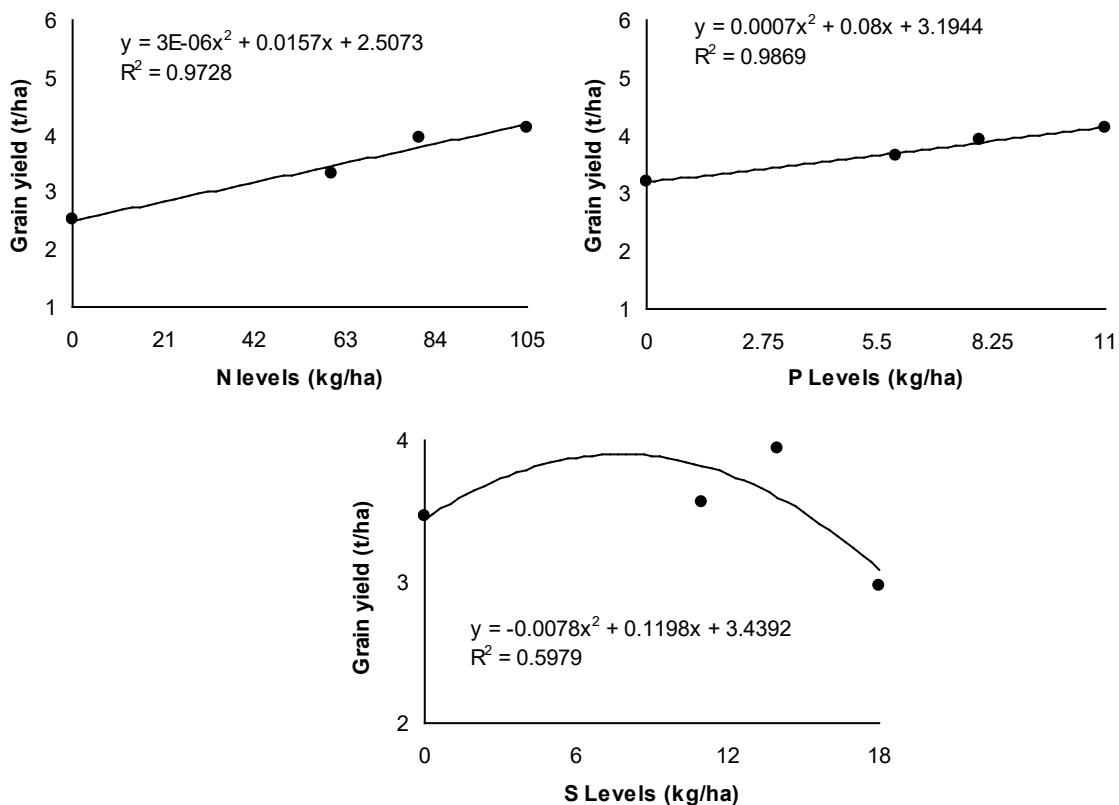 6
5
4
3
2
1
y = 3E-06x² + 0.0157x + 2.5073
R² = 0.9728
Grain yield (t/ha)
0 21 42 63 84 105
N levels (kg/ha)
6
5
4
3
2
1
y = 0.0007x² + 0.08x + 3.1944
R² = 0.9869
Grain yield (t/ha)
0 2.75 5.5 8.25 11
P Levels (kg/ha)
4
3
2
Grain yield (t/ha)
y = -0.0078x² + 0.1198x + 3.4392
R² = 0.5979
0 6 12 18
S Levels (kg/ha)